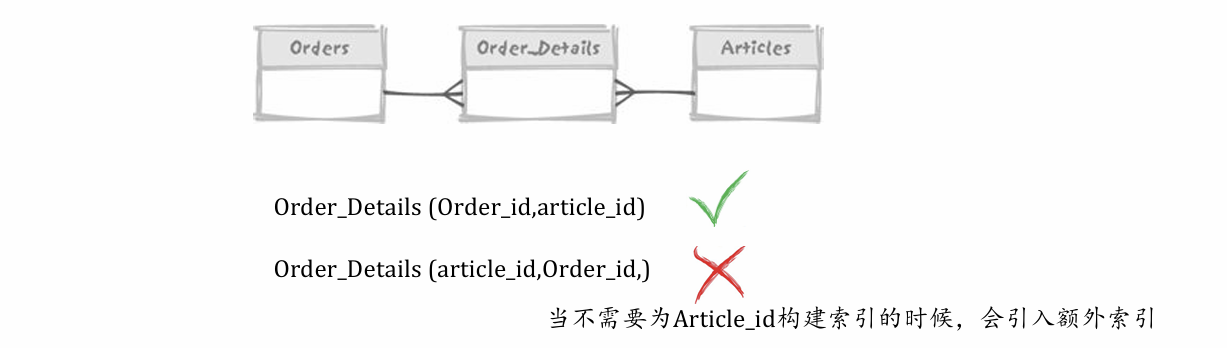 Orders Order_Details Articles
Order_Details (Order_id,article_id)
Order_Details (article_id,Order_id,)
当不需要为Article_id构建索引的时候，会引入额外索引